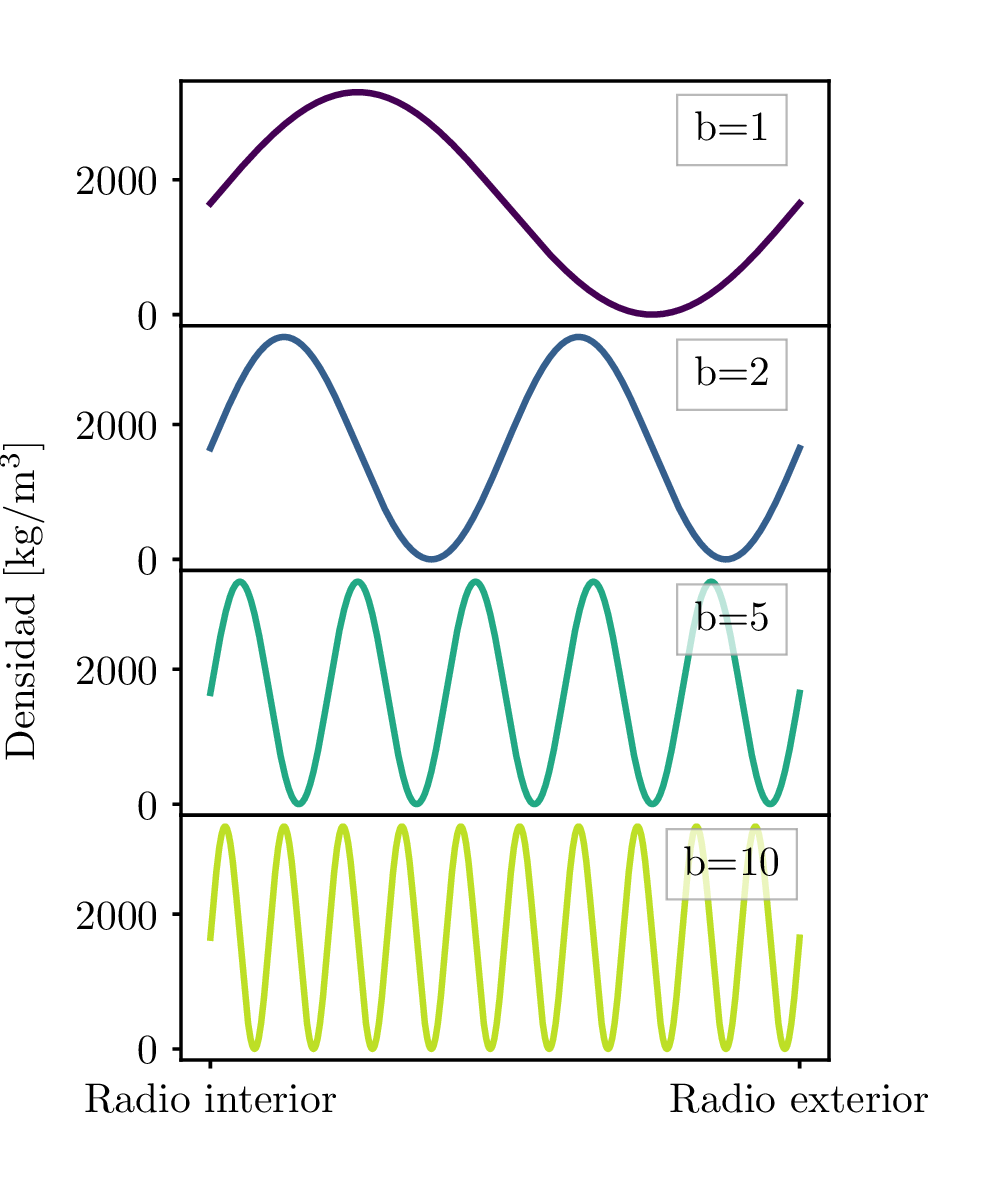 b=1
2000
0
b=2
2000
0
b=5
2000
0
b=10
2000
0
Densidad [kg/m³]
Radio interior
Radio exterior